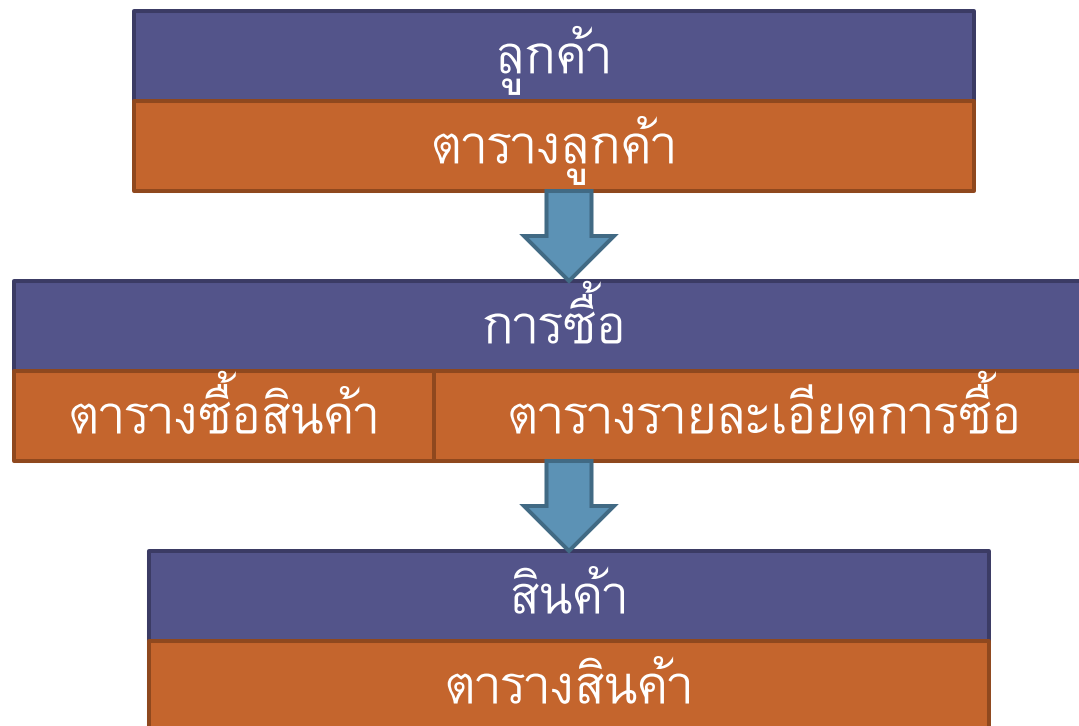 ลูกค้า
ตารางลูกค้า
การซื้อ
ตารางซื้อสินค้า ตารางรายละเอียดการซื้อ
สินค้า
ตารางสินค้า